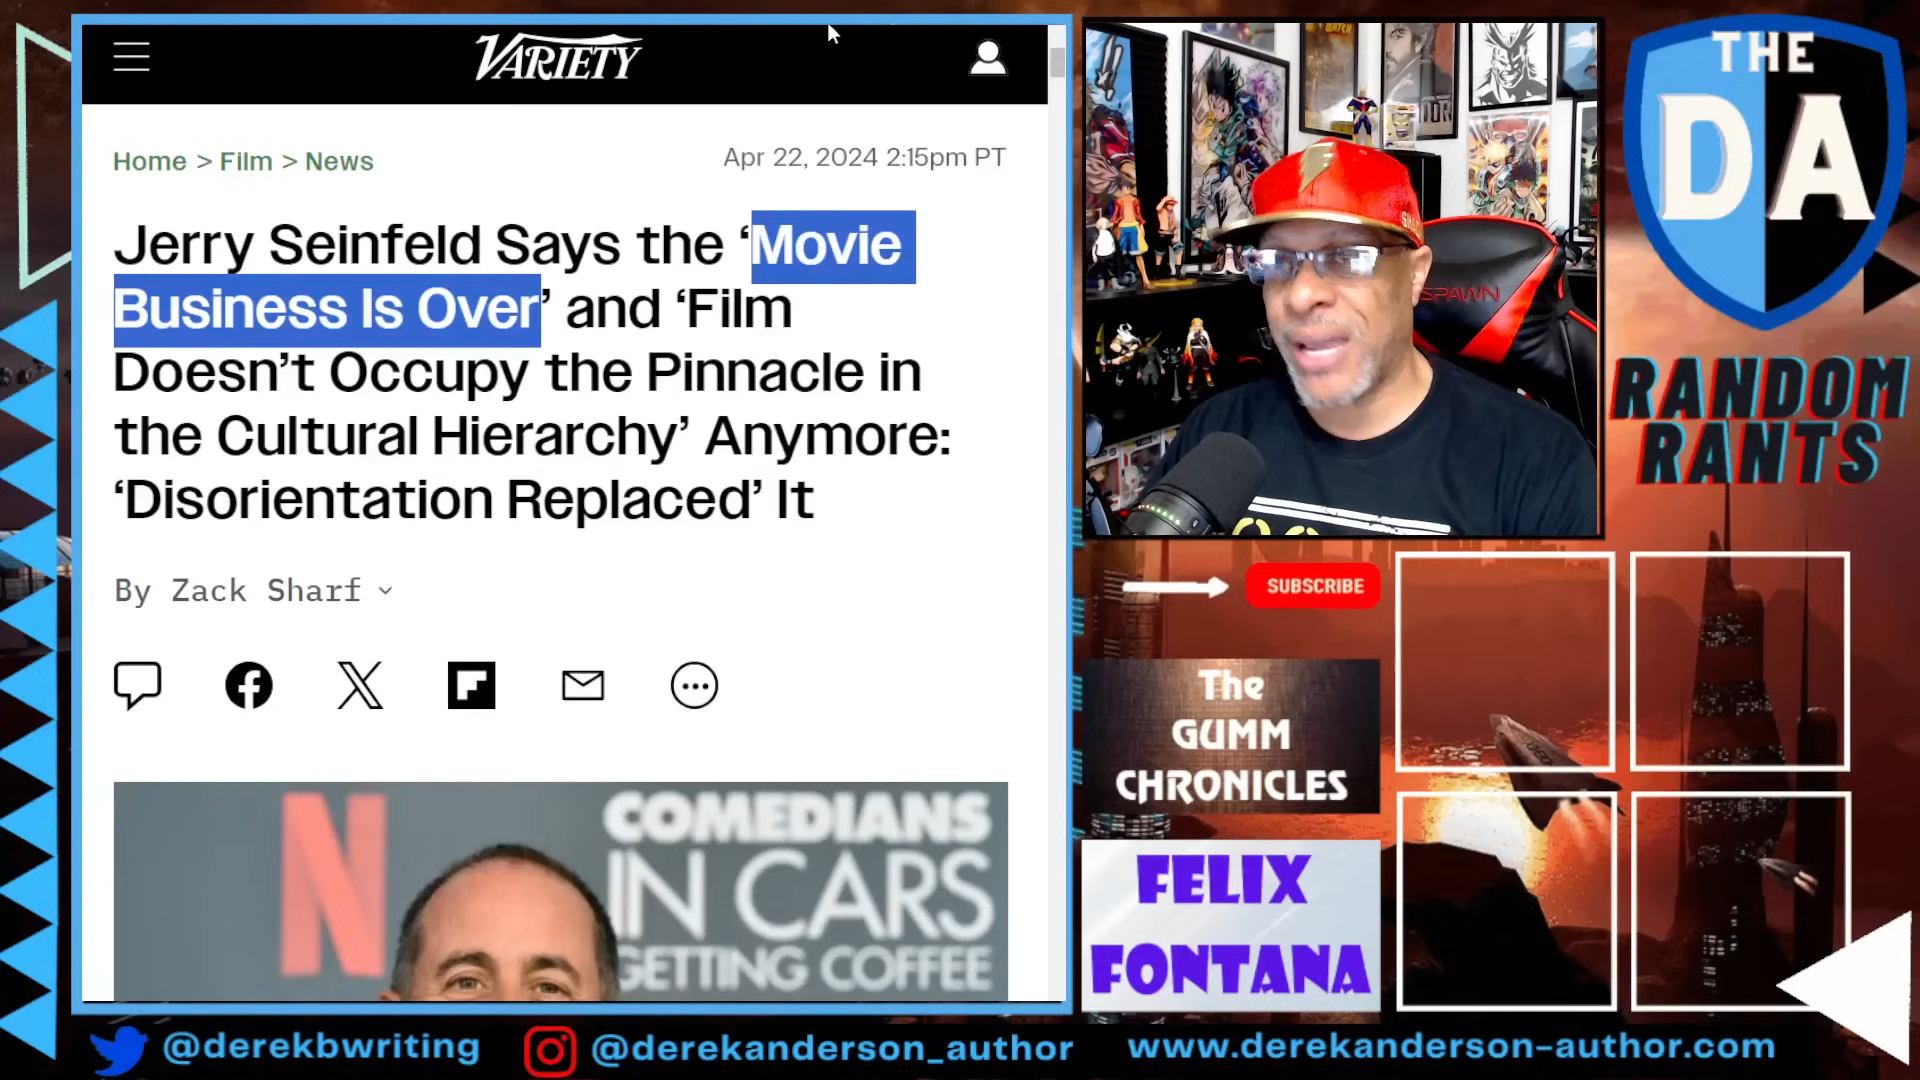 VARIETY
Home > Film > News
Apr 22, 2024 2:15pm PT
Jerry Seinfeld Says the ‘Movie
Business Is Over’ and ‘Film
Doesn’t Occupy the Pinnacle in
the Cultural Hierarchy’ Anymore:
‘Disorientation Replaced’ It
By Zack Sharf
N
COMEDIANS
IN CARS
GETTING COFFEE
SPAWN
THE
DA
RANDOM
RANTS
SUBSCRIBE
The
GUMM
CHRONICLES
FELIX
FONTANA
@derekbwriting
@derekanderson_author
www.derekanderson-author.com